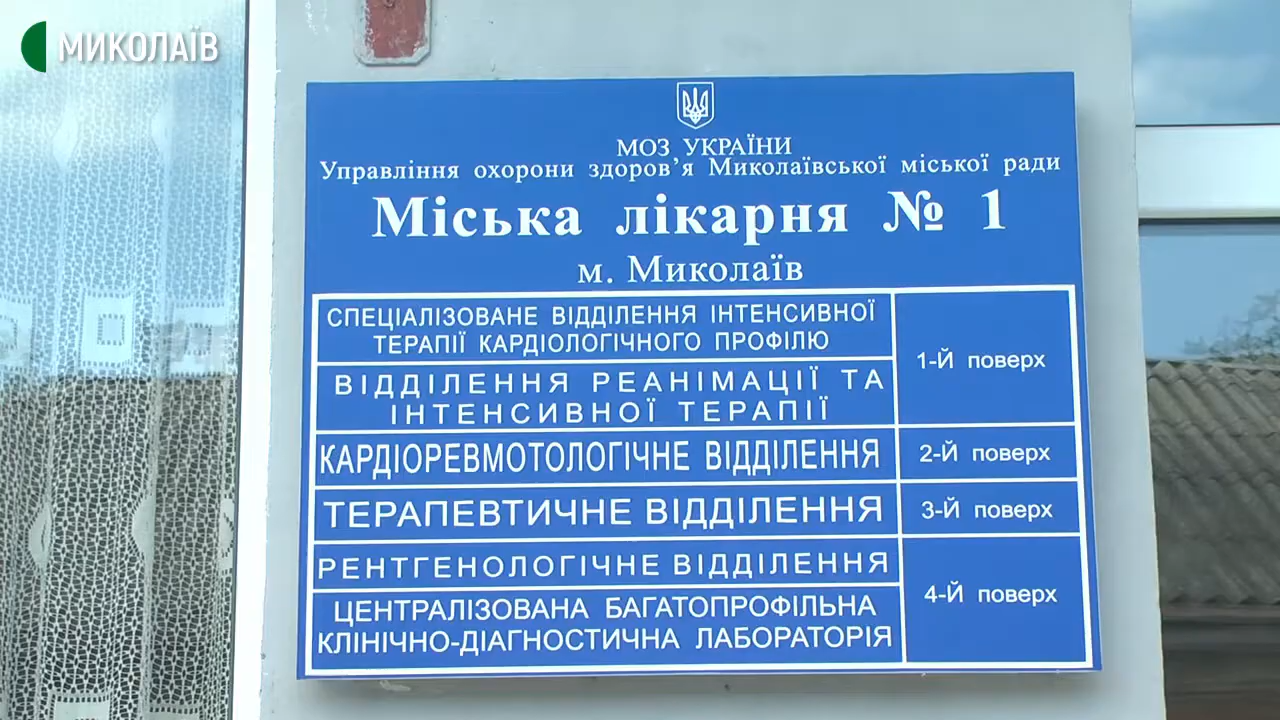 МИКОЛАЇВ
МОЗ УКРАЇНИ
Управління охорони здоров’я Миколаївської міської ради
Міська лікарня № 1
м. Миколаїв
СПЕЦІАЛІЗОВАНЕ ВІДДІЛЕННЯ ІНТЕНСИВНОЇ
ТЕРАПІЇ КАРДІОЛОГІЧНОГО ПРОФІЛЮ
1-Й поверх
ВІДДІЛЕННЯ РЕАНІМАЦІЇ ТА
ІНТЕНСИВНОЇ ТЕРАПІЇ
КАРДІОРЕВМОТОЛОГІЧНЕ ВІДДІЛЕННЯ
2-Й поверх
ТЕРАПЕВТИЧНЕ ВІДДІЛЕННЯ
3-Й поверх
РЕНТГЕНОЛОГІЧНЕ ВІДДІЛЕННЯ
4-Й поверх
ЦЕНТРАЛІЗОВАНА БАГАТОПРОФІЛЬНА
КЛІНІЧНО-ДІАГНОСТИЧНА ЛАБОРАТОРІЯ